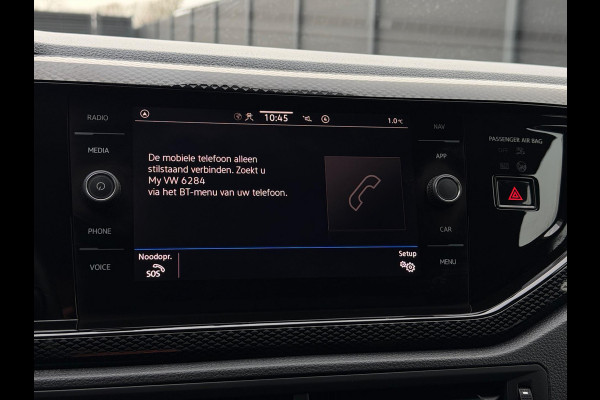 RADIO
MEDIA
PHONE
VOICE
10:45
1.0°C
De mobiele telefoon alleen
stilstaand verbinden. Zoekt u
My VW 6284
via het BT-menu van uw telefoon.
Noodopr.
SOS
Setup
NAV
APP
CAR
MENU
PASSENGER AIR BAG